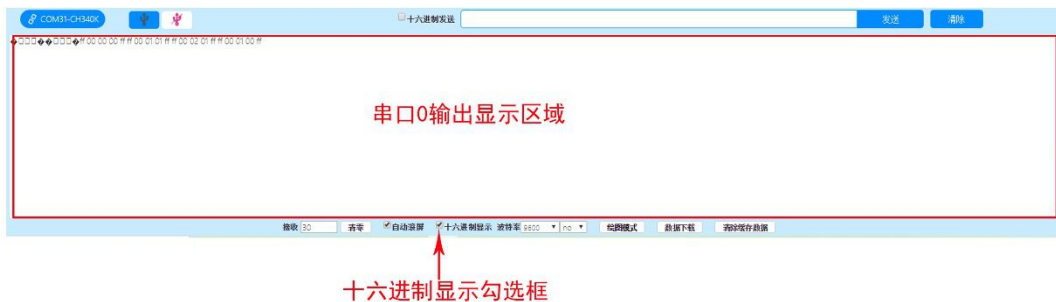 COM31-CH340K
十六进制发送
发送
清除
�□□□��□□□�ff 00 00 00 ff ff 00 01 01 ff ff 00 02 01 ff ff 00 01 00 ff
串口0输出显示区域
接收 30 清零 自动滚屏 十六进制显示 波特率 9600 no 绘图模式 数据下载 清除缓存数据
十六进制显示勾选框